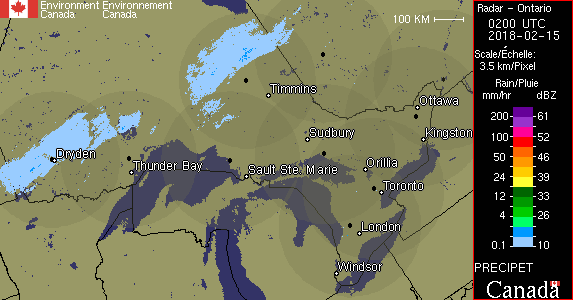 Environment Environnement
Canada Canada
100 KM
Timmins
Ottawa
Sudbury
Kingston
Dryden
Thunder Bay
Sault Ste. Marie
Orillia
Toronto
London
Windsor
Radar - Ontario
0200 UTC
2018-02-15
Scale/Échelle:
3.5 km/Pixel
Rain/Pluie
mm/hr dBZ
200 61
100 52
50 46
24 39
12 33
4 26
0.1 10
PRECIPET
Canada